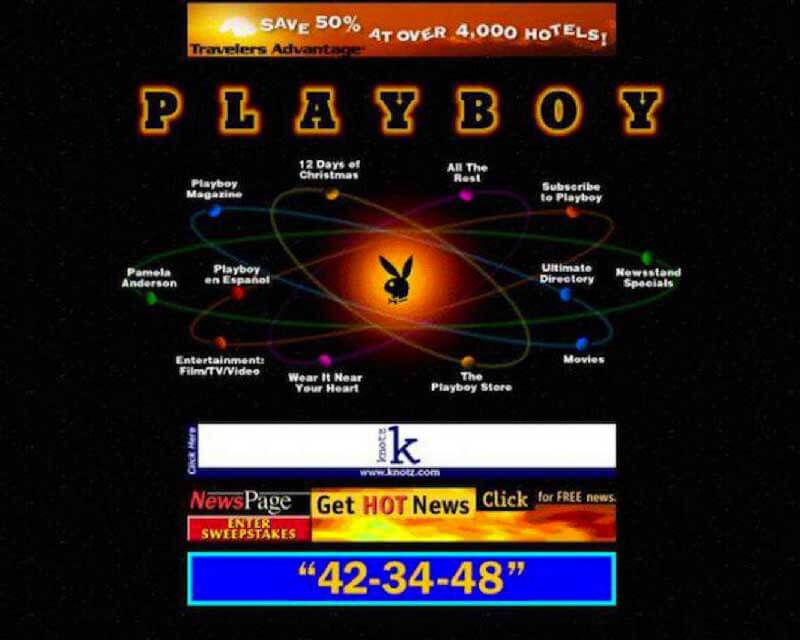 SAVE 50% AT OVER 4,000 HOTELS!
Travelers Advantage
PLAYBOY
12 Days of
Christmas
All The
Rest
Playboy
Magazine
Subscribe
to Playboy
Pamela
Anderson
Playboy
en Español
Ultimate
Directory
Newsstand
Specials
Entertainment:
Film/TV/Video
Wear It Near
Your Heart
The
Playboy Store
Movies
Click Here
knotz
k
www.knotz.com
NewsPage
ENTER
SWEEPSTAKES
Get HOT News
Click for FREE news.
“42-34-48”